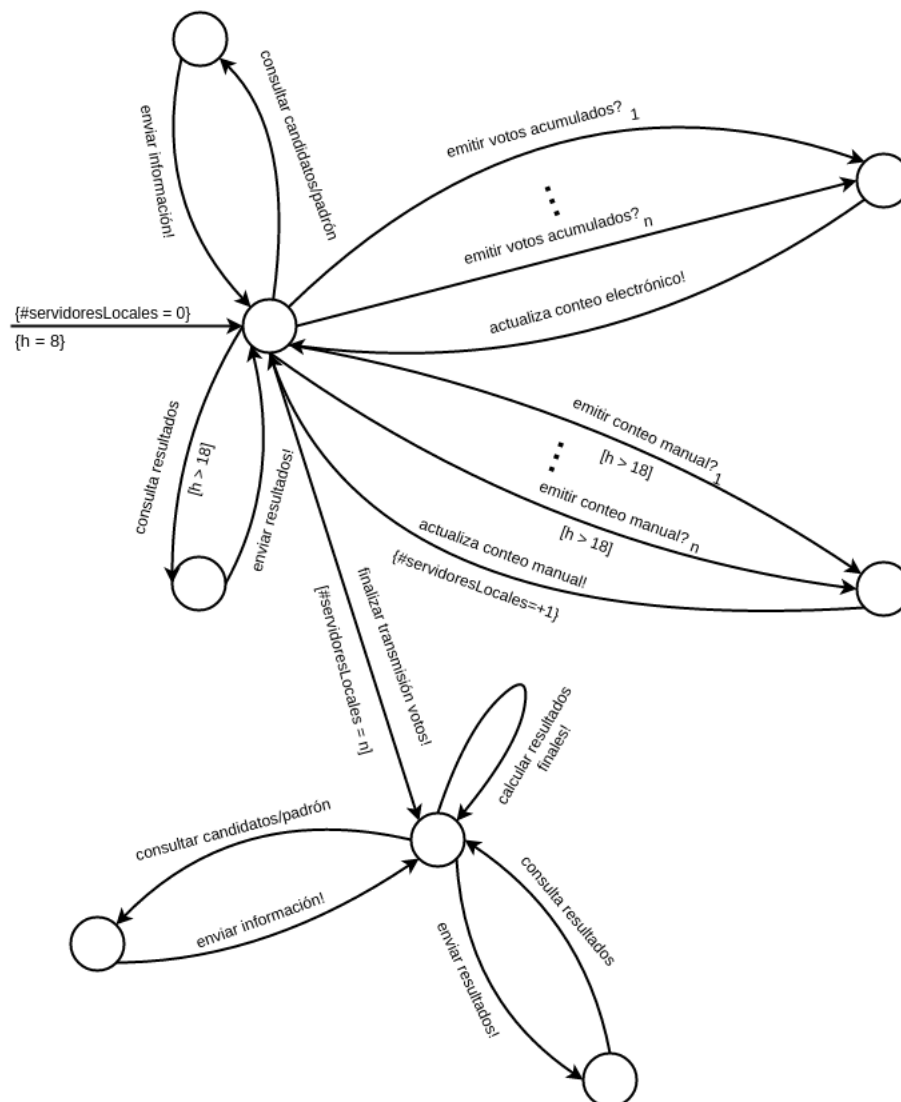 consultar candidatos/padrón
enviar información!
emitir votos acumulados? 1
emitir votos acumulados? n
actualiza conteo electrónico!
{#servidoresLocales = 0}
{h = 8}
consulta resultados
[h > 18]
enviar resultados!
emitir conteo manual? 1
[h > 18]
emitir conteo manual? n
[h > 18]
actualiza conteo manual!
{#servidoresLocales=+1}
finalizar transmisión votos!
[#servidoresLocales = n]
calcular resultados
finales!
consultar candidatos/padrón
enviar información!
consulta resultados
enviar resultados!